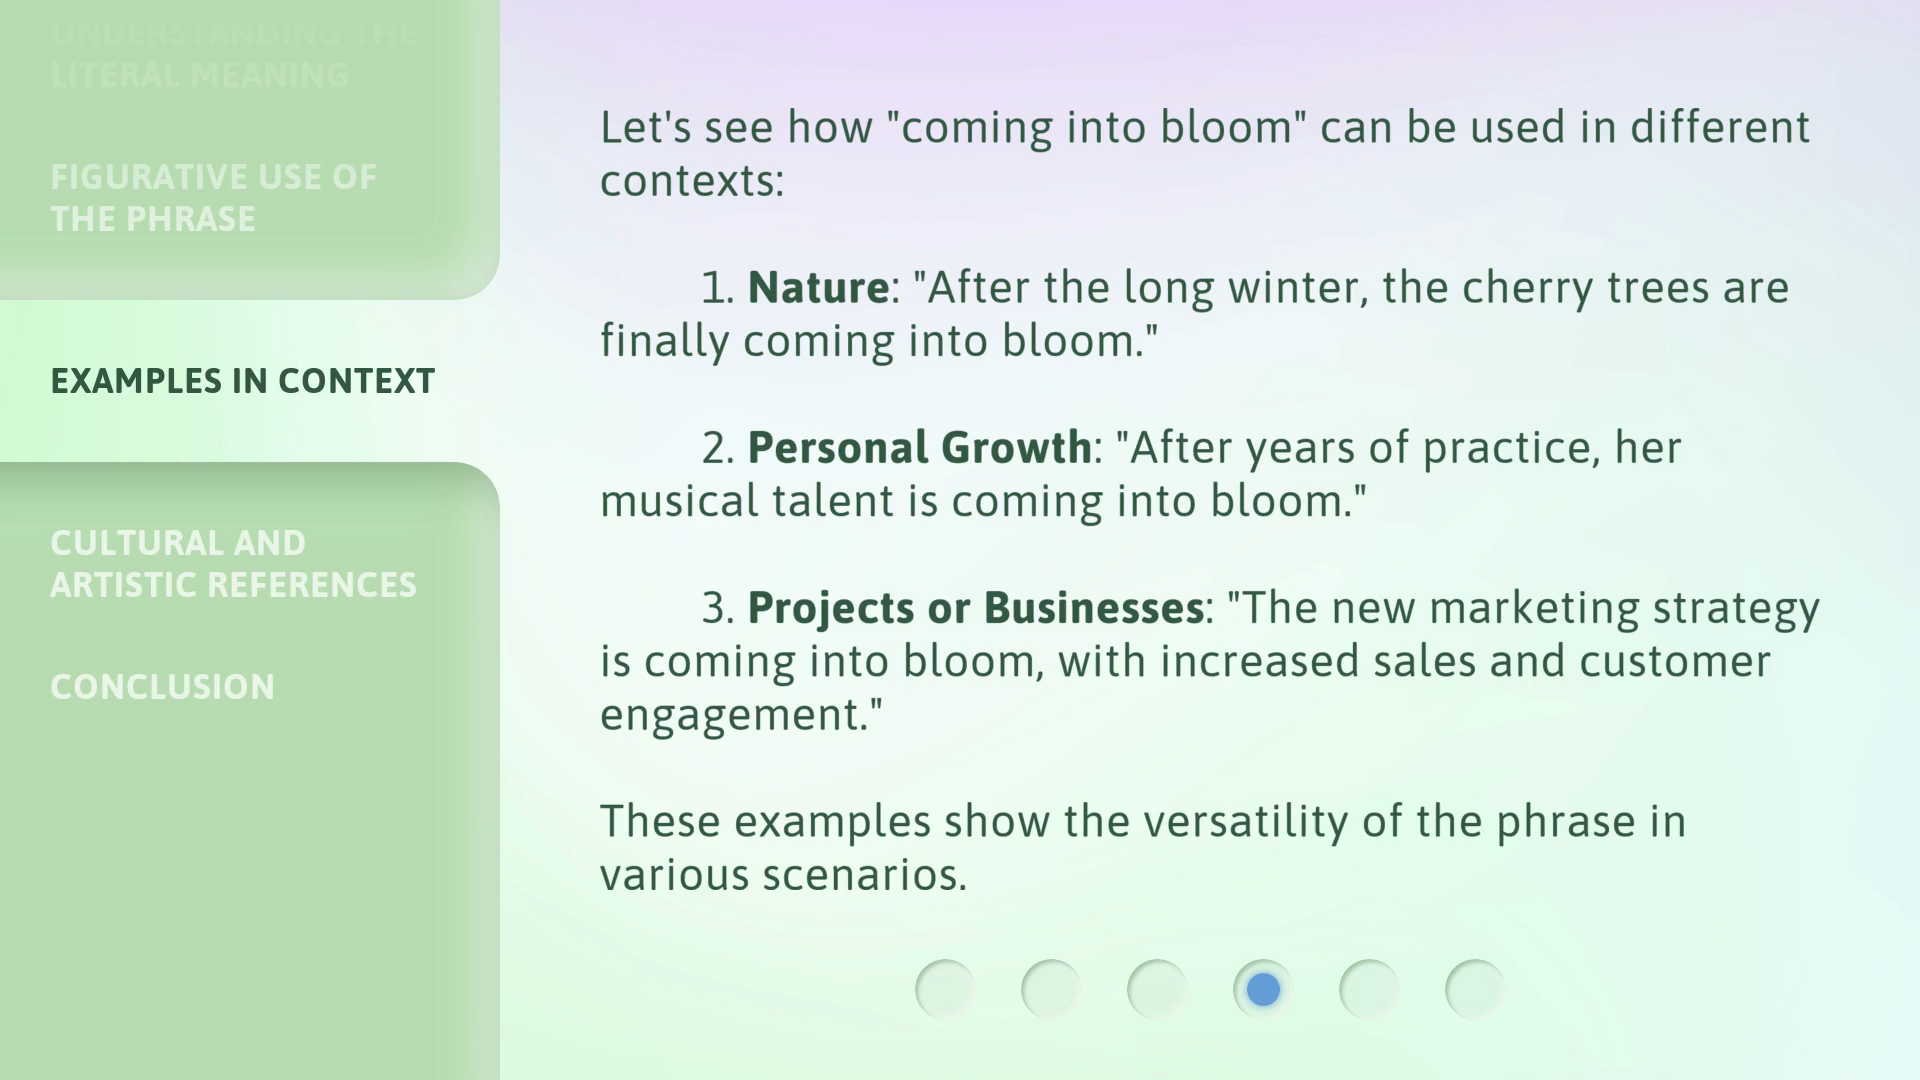 UNDERSTANDING THE
LITERAL MEANING
FIGURATIVE USE OF
THE PHRASE
EXAMPLES IN CONTEXT
CULTURAL AND
ARTISTIC REFERENCES
CONCLUSION
Let's see how "coming into bloom" can be used in different
contexts:
1. Nature: "After the long winter, the cherry trees are
finally coming into bloom."
2. Personal Growth: "After years of practice, her
musical talent is coming into bloom."
3. Projects or Businesses: "The new marketing strategy
is coming into bloom, with increased sales and customer
engagement."
These examples show the versatility of the phrase in
various scenarios.